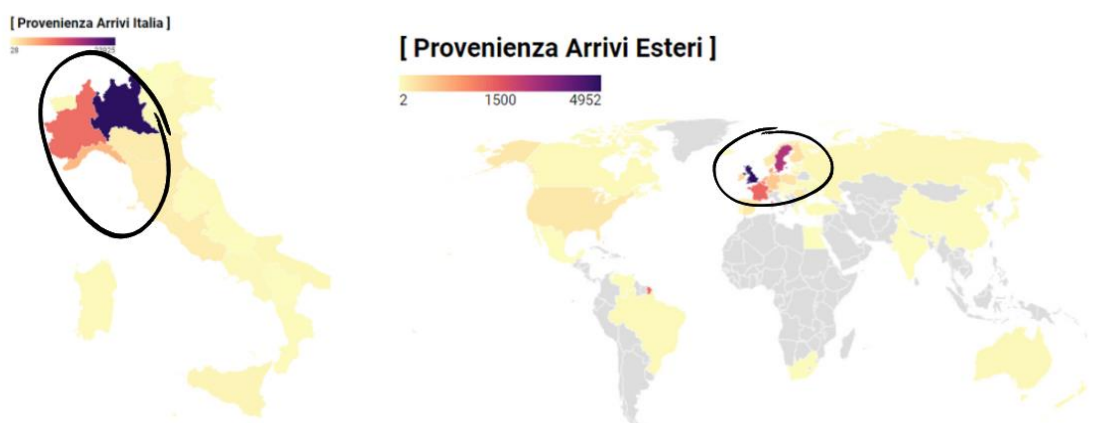 [ Provenienza Arrivi Italia ]
28
[ Provenienza Arrivi Esteri ]
2 1500 4952